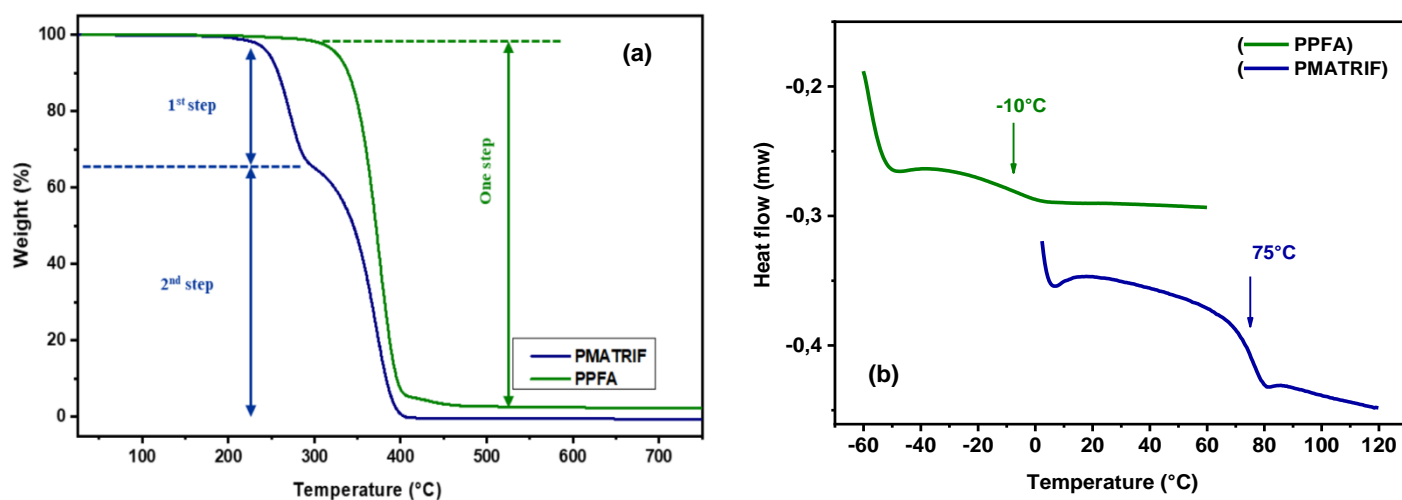 (a)
Weight (%)
100
80
60
40
20
0
1st step
2nd step
One step
PMATRIF
PPFA
100
200
300
400
500
600
700
Temperature (°C)
(— PPFA)
(— PMATRIF)
-0,2
-0,3
-0,4
Heat flow (mw)
-10°C
75°C
(b)
-60
-40
-20
0
20
40
60
80
100
120
Temperature (°C)